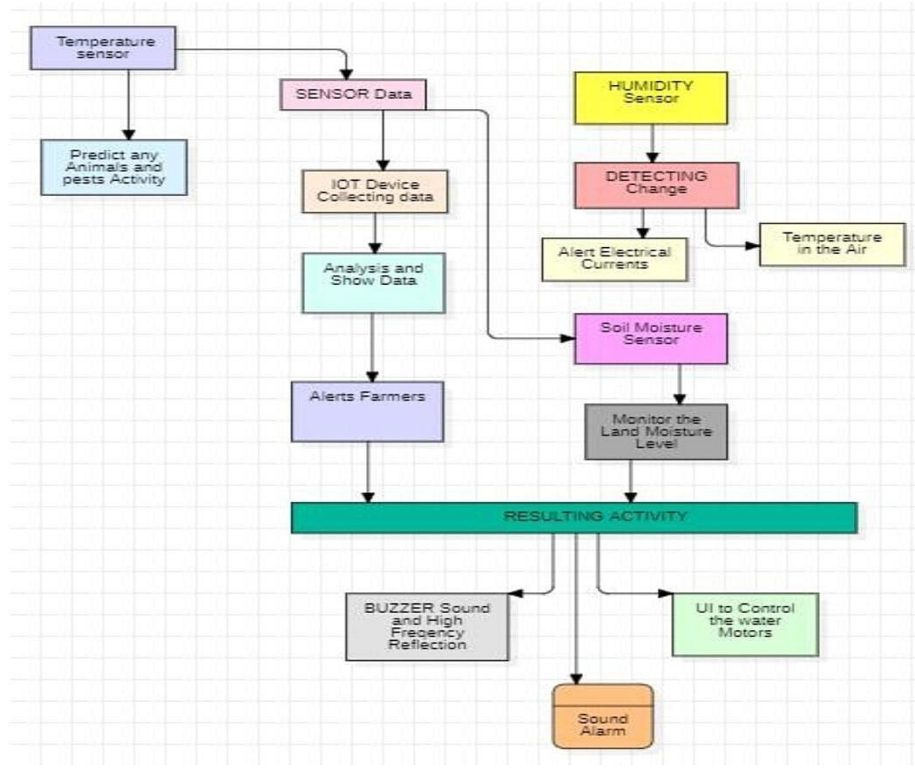 Temperature
sensor
SENSOR Data
HUMIDITY
Sensor
Predict any
Animals and
pests Activity
IOT Device
Collecting data
DETECTING
Change
Alert Electrical
Currents
Temperature
in the Air
Analysis and
Show Data
Soil Moisture
Sensor
Alerts Farmers
Monitor the
Land Moisture
Level
RESULTING ACTIVITY
BUZZER Sound
and High
Freqency
Reflection
UI to Control
the water
Motors
Sound
Alarm